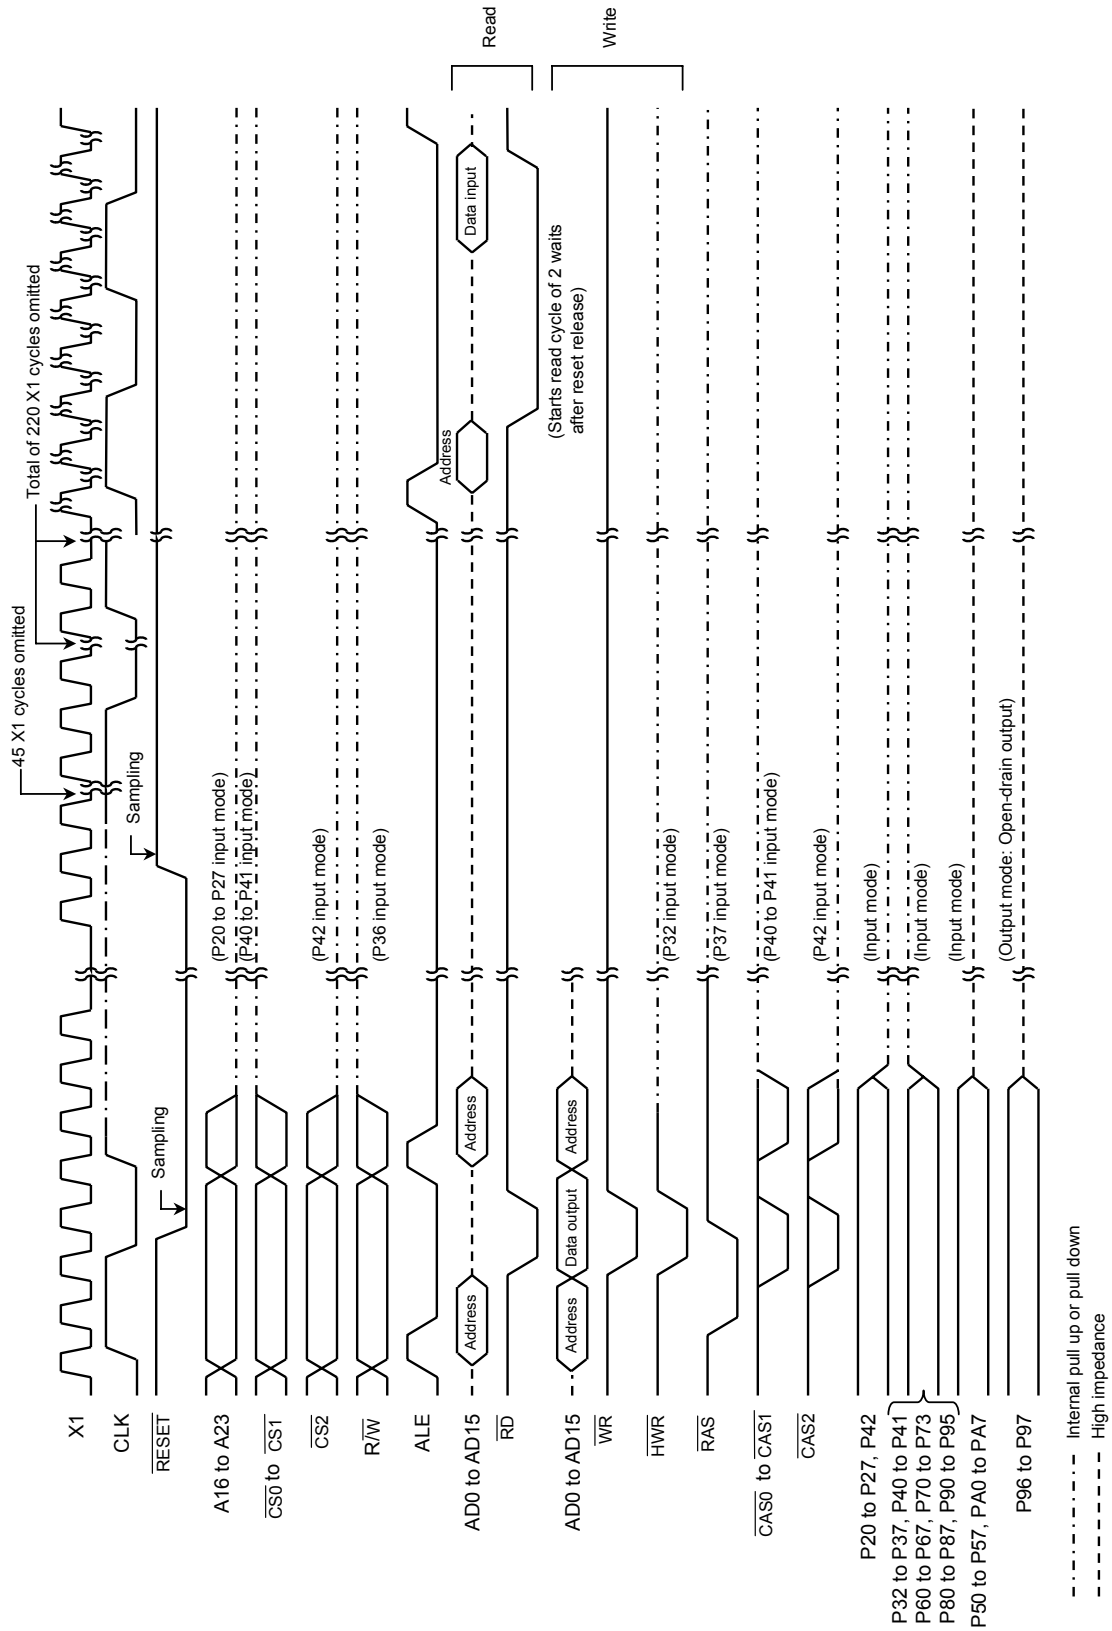 45 X1 cycles omitted
Total of 220 X1 cycles omitted
X1
CLK
RESET
Sampling
Sampling
A16 to A23
(P20 to P27 input mode)
CS0 to CS1
(P40 to P41 input mode)
CS2
(P42 input mode)
R/W
(P36 input mode)
ALE
AD0 to AD15
Address
Address
Address
Data input
RD
Read
(Starts read cycle of 2 waits
after reset release)
AD0 to AD15
Address
Data output
Address
WR
HWR
(P32 input mode)
Write
RAS
(P37 input mode)
CAS0 to CAS1
(P40 to P41 input mode)
CAS2
(P42 input mode)
P20 to P27, P42
(Input mode)
P32 to P37, P40 to P41
P60 to P67, P70 to P73
P80 to P87, P90 to P95
(Input mode)
P50 to P57, PA0 to PA7
(Input mode)
P96 to P97
(Output mode: Open-drain output)
Internal pull up or pull down
High impedance